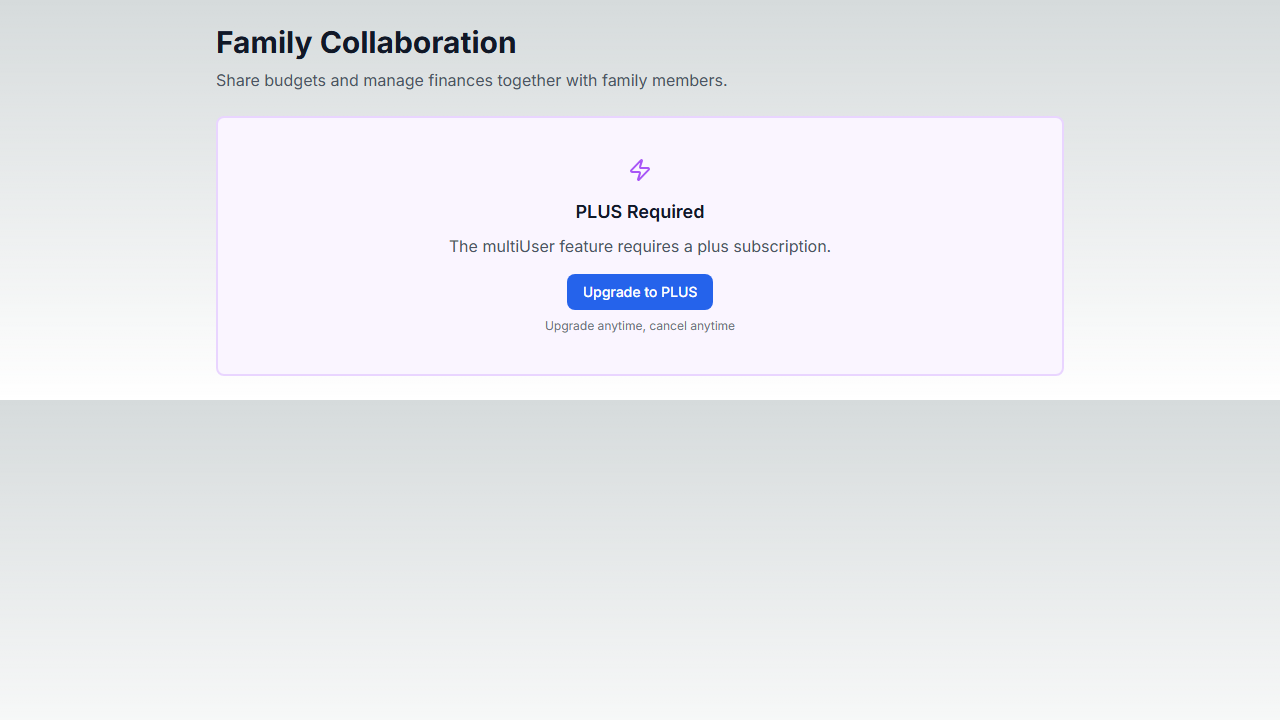 Family Collaboration
Share budgets and manage finances together with family members.
PLUS Required
The multiUser feature requires a plus subscription.
Upgrade to PLUS
Upgrade anytime, cancel anytime